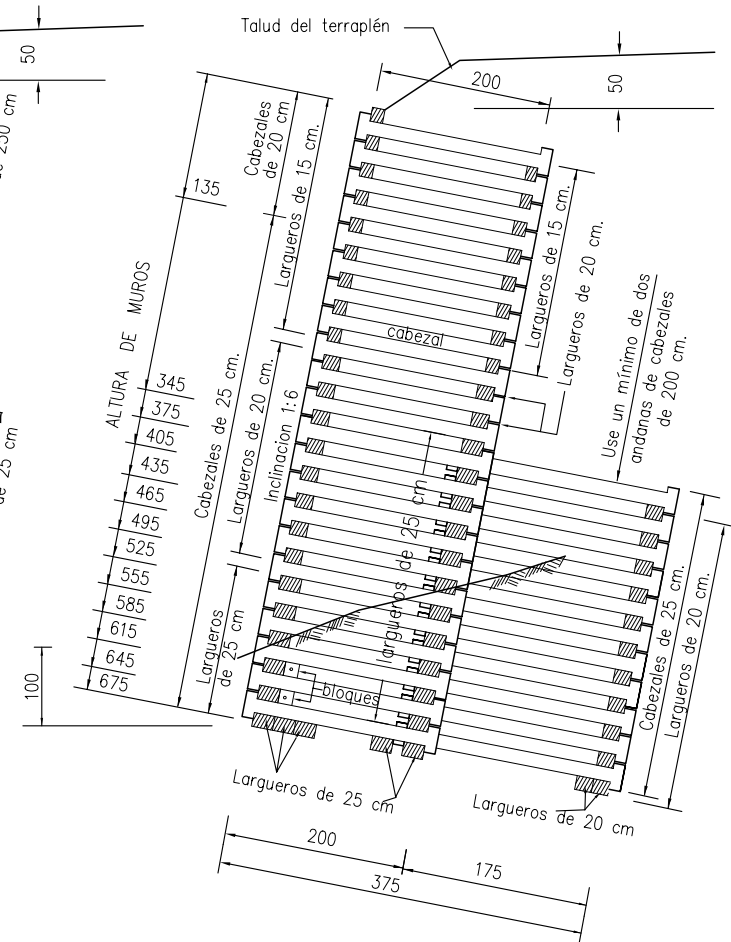 Talud del terraplén
50
200
50
de 250 cm
Cabezales
de 20 cm
Largueros de 15 cm.
135
ALTURA DE MUROS
Largueros de 15 cm.
Largueros de 20 cm.
cabezal
Use un mínimo de dos
andanas de cabezales
de 200 cm.
345
375
405
435
465
495
525
555
585
615
645
675
de 25 cm
Cabezales de 25 cm.
Largueros de 20 cm.
Inclinacion 1:6
largueros de 25 cm
Largueros
de 25 cm
100
bloques
Cabezales de 25 cm.
Largueros de 20 cm.
Largueros de 25 cm
Largueros de 20 cm
200
175
375